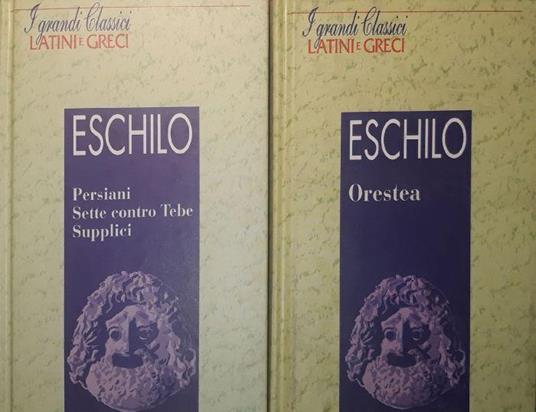 I grandi Classici
LATINI E GRECI
ESCHILO
Persiani
Sette contro Tebe
Supplici
I grandi Classici
LATINI E GRECI
ESCHILO
Orestea